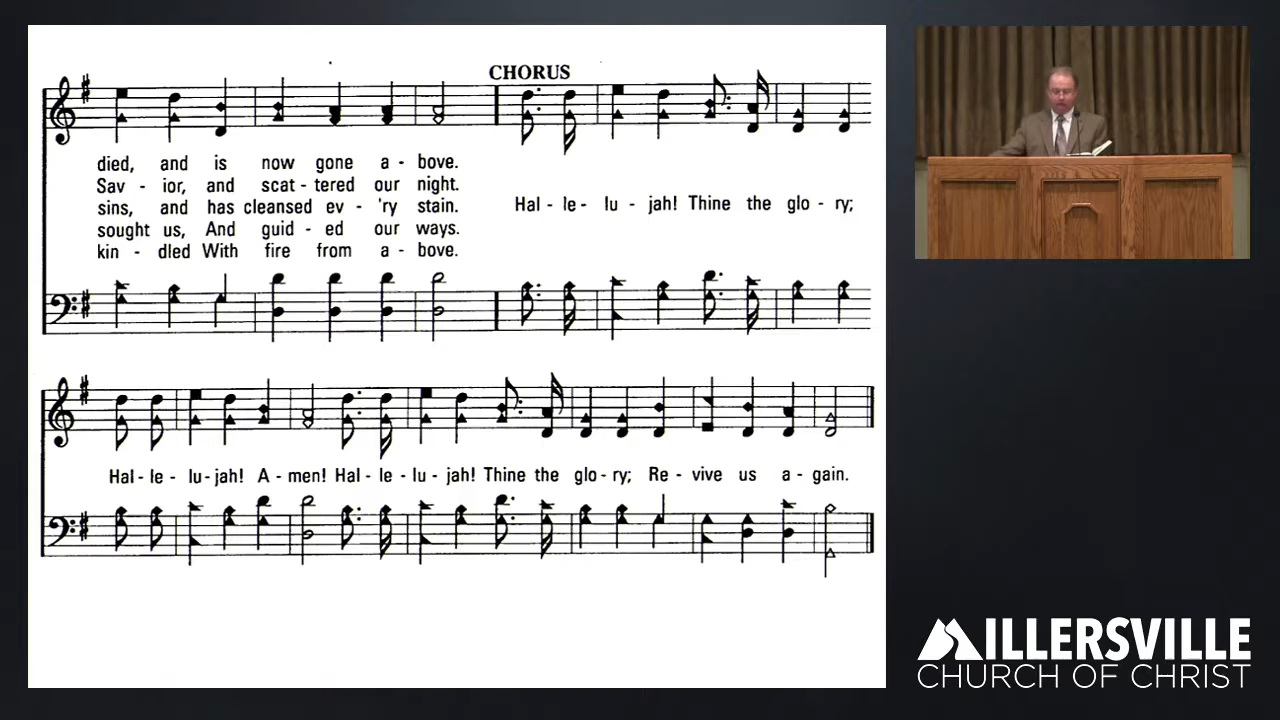 CHORUS
died, and is now gone a - bove.
Sav - ior, and scat - tered our night.
sins, and has cleansed ev - 'ry stain.
Hal - le - lu - jah! Thine the glo - ry;
sought us, And guid - ed our ways.
kin - dled With fire from a - bove.
Hal - le - lu - jah! A - men! Hal - le - lu - jah! Thine the glo - ry; Re - vive us a - gain.
MILLERSVILLE
CHURCH OF CHRIST